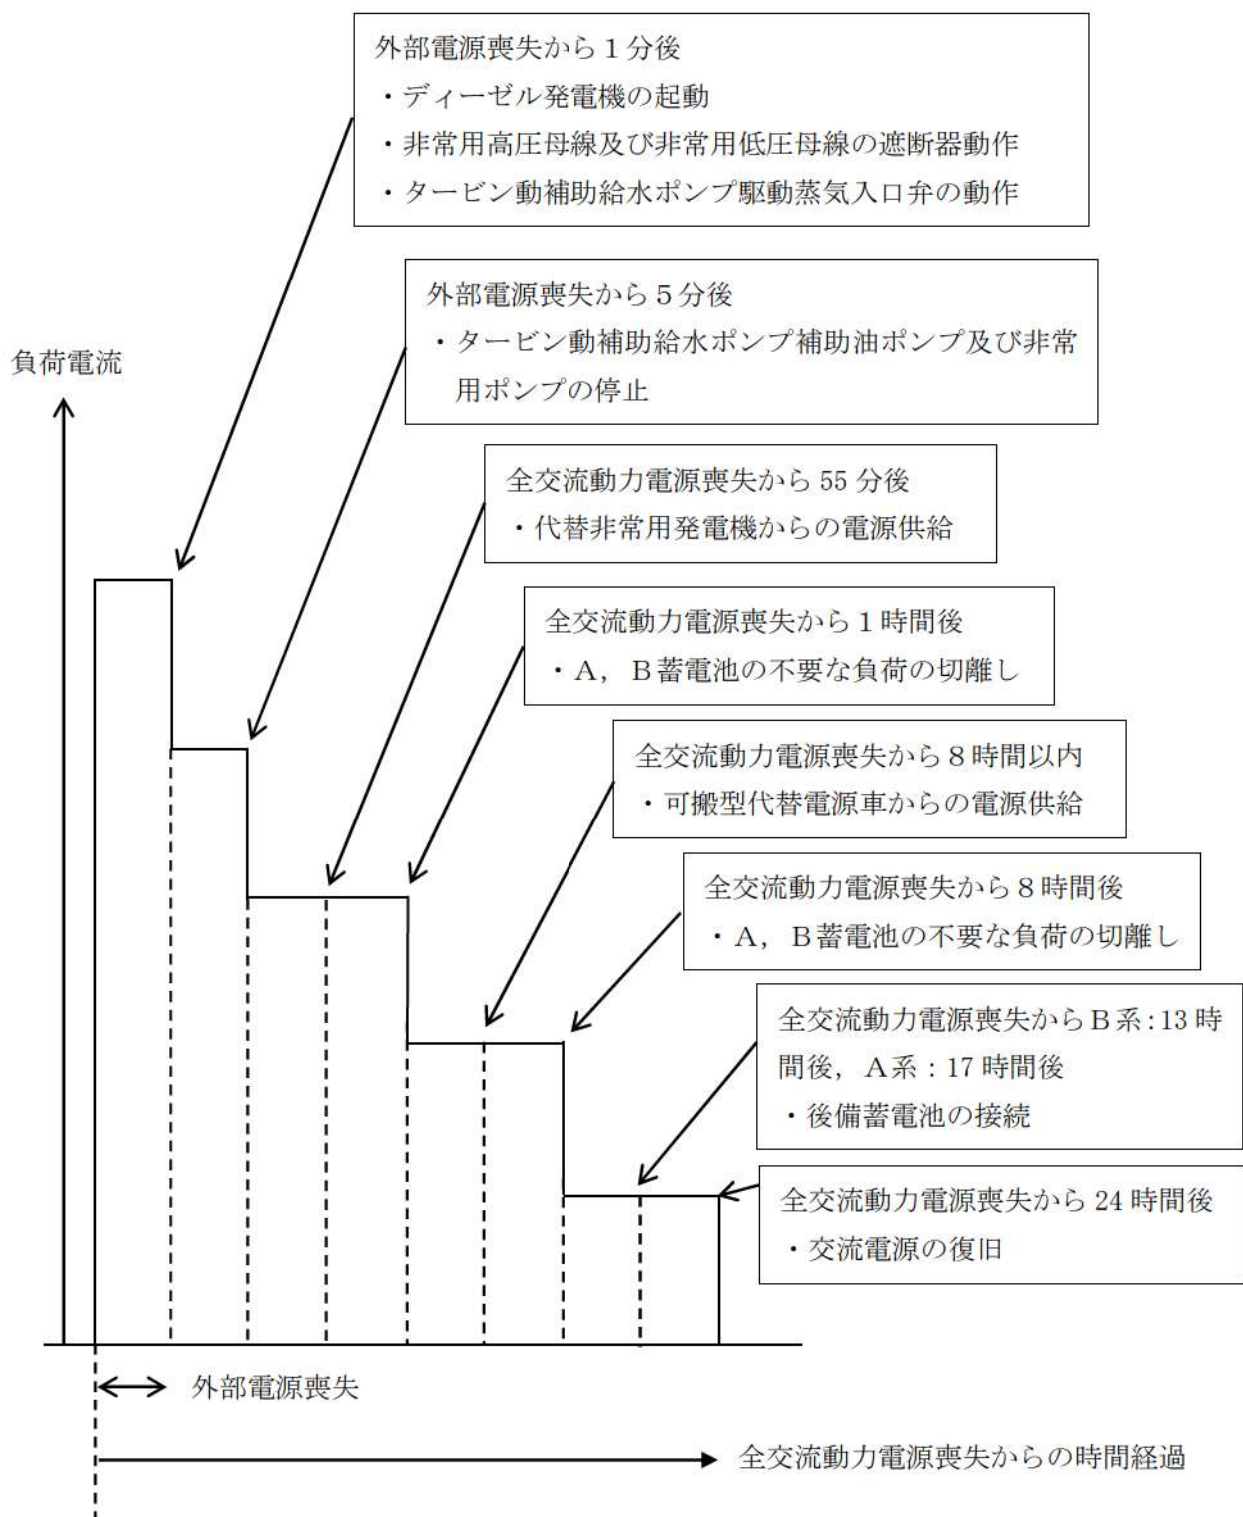 外部電源喪失から１分後
・ディーゼル発電機の起動
・非常用高圧母線及び非常用低圧母線の遮断器動作
・タービン動補助給水ポンプ駆動蒸気入口弁の動作
外部電源喪失から５分後
・タービン動補助給水ポンプ補助油ポンプ及び非常
用ポンプの停止
負荷電流
全交流動力電源喪失から 55 分後
・代替非常用発電機からの電源供給
全交流動力電源喪失から１時間後
・Ａ，Ｂ蓄電池の不要な負荷の切離し
全交流動力電源喪失から８時間以内
・可搬型代替電源車からの電源供給
全交流動力電源喪失から８時間後
・Ａ，Ｂ蓄電池の不要な負荷の切離し
全交流動力電源喪失からＢ系：13 時
間後，Ａ系：17 時間後
・後備蓄電池の接続
全交流動力電源喪失から 24 時間後
・交流電源の復旧
外部電源喪失
全交流動力電源喪失からの時間経過